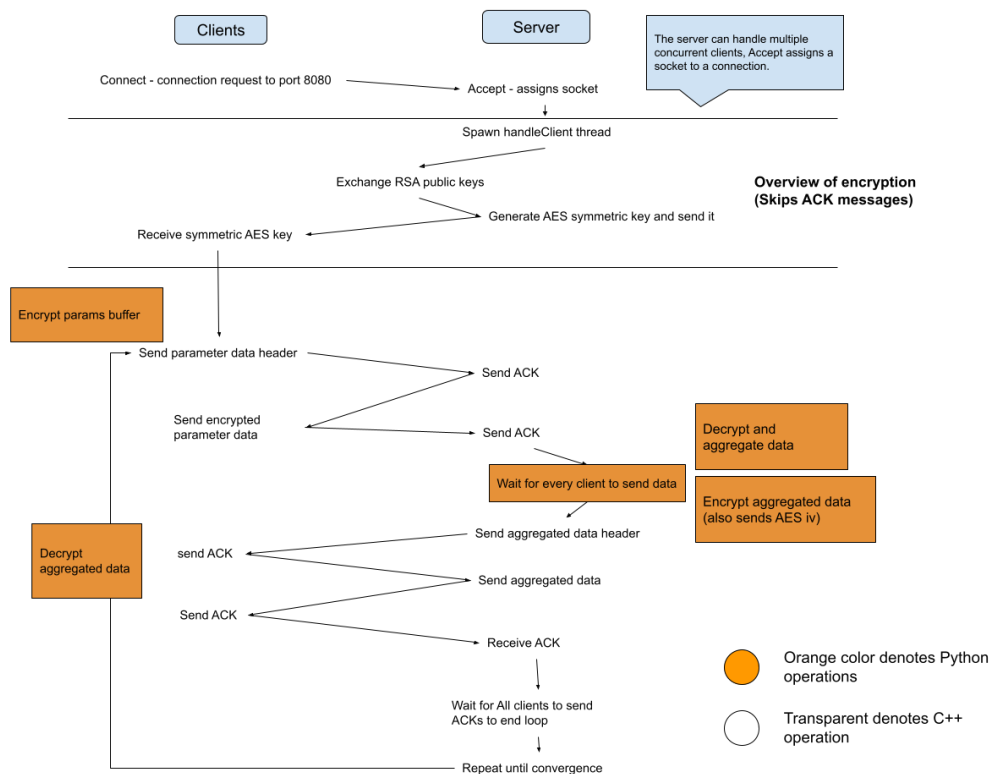 Clients
Server
The server can handle multiple
concurrent clients, Accept assigns a
socket to a connection.
Connect - connection request to port 8080
Accept - assigns socket
Spawn handleClient thread
Exchange RSA public keys
Overview of encryption
(Skips ACK messages)
Generate AES symmetric key and send it
Receive symmetric AES key
Encrypt params buffer
Send parameter data header
Send ACK
Send encrypted
parameter data
Send ACK
Decrypt and
aggregate data
Wait for every client to send data
Encrypt aggregated data
(also sends AES iv)
Send aggregated data header
Decrypt
aggregated data
send ACK
Send aggregated data
Send ACK
Receive ACK
Orange color denotes Python
operations
Wait for All clients to send
ACKs to end loop
Transparent denotes C++
operation
Repeat until convergence